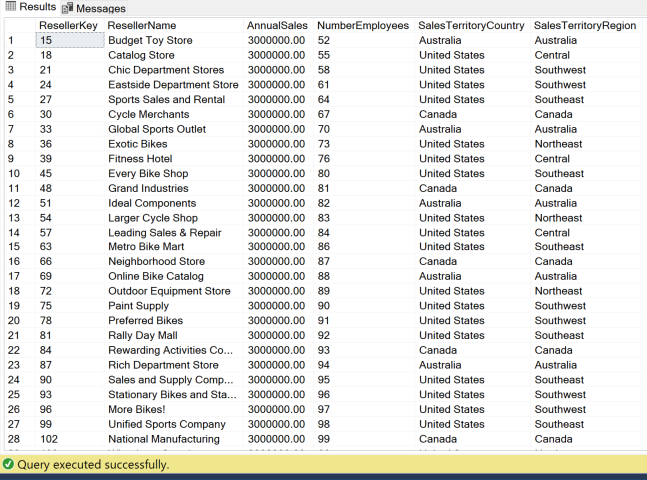 Results Messages
ResellerKey ResellerName AnnualSales NumberEmployees SalesTerritoryCountry SalesTerritoryRegion
1 15 Budget Toy Store 3000000.00 52 Australia Australia
2 18 Catalog Store 3000000.00 55 United States Central
3 21 Chic Department Stores 3000000.00 58 United States Southwest
4 24 Eastside Department Store 3000000.00 61 United States Southwest
5 27 Sports Sales and Rental 3000000.00 64 United States Southeast
6 30 Cycle Merchants 3000000.00 67 Canada Canada
7 33 Global Sports Outlet 3000000.00 70 Australia Australia
8 36 Exotic Bikes 3000000.00 73 United States Northeast
9 39 Fitness Hotel 3000000.00 76 United States Central
10 45 Every Bike Shop 3000000.00 80 United States Southeast
11 48 Grand Industries 3000000.00 81 Canada Canada
12 51 Ideal Components 3000000.00 82 Australia Australia
13 54 Larger Cycle Shop 3000000.00 83 United States Northeast
14 57 Leading Sales & Repair 3000000.00 84 United States Central
15 63 Metro Bike Mart 3000000.00 86 United States Southeast
16 66 Neighborhood Store 3000000.00 87 Canada Canada
17 69 Online Bike Catalog 3000000.00 88 Australia Australia
18 72 Outdoor Equipment Store 3000000.00 89 United States Northeast
19 75 Paint Supply 3000000.00 90 United States Southwest
20 78 Preferred Bikes 3000000.00 91 United States Southwest
21 81 Rally Day Mall 3000000.00 92 United States Southeast
22 84 Rewarding Activities Co... 3000000.00 93 Canada Canada
23 87 Rich Department Store 3000000.00 94 Australia Australia
24 90 Sales and Supply Comp... 3000000.00 95 United States Southeast
25 93 Stationary Bikes and Sta... 3000000.00 96 United States Southwest
26 96 More Bikes! 3000000.00 97 United States Southwest
27 99 Unified Sports Company 3000000.00 98 United States Southeast
28 102 National Manufacturing 3000000.00 99 Canada Canada
Query executed successfully.